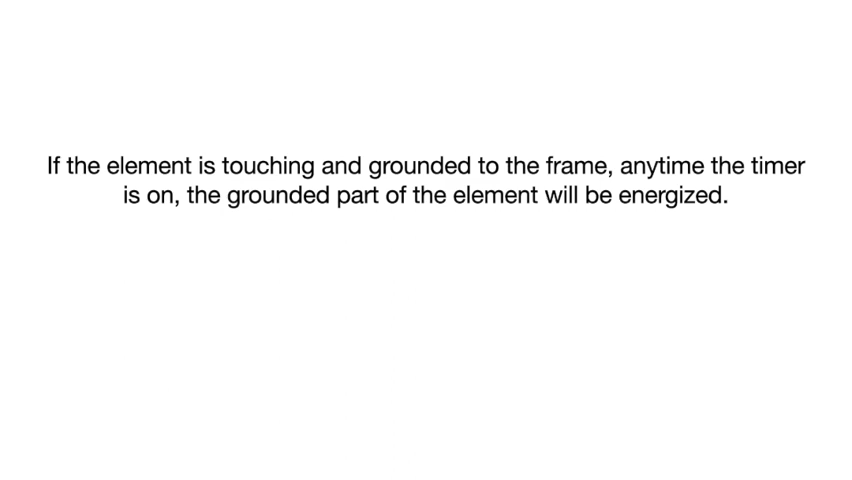 If the element is touching and grounded to the frame, anytime the timer
is on, the grounded part of the element will be energized.